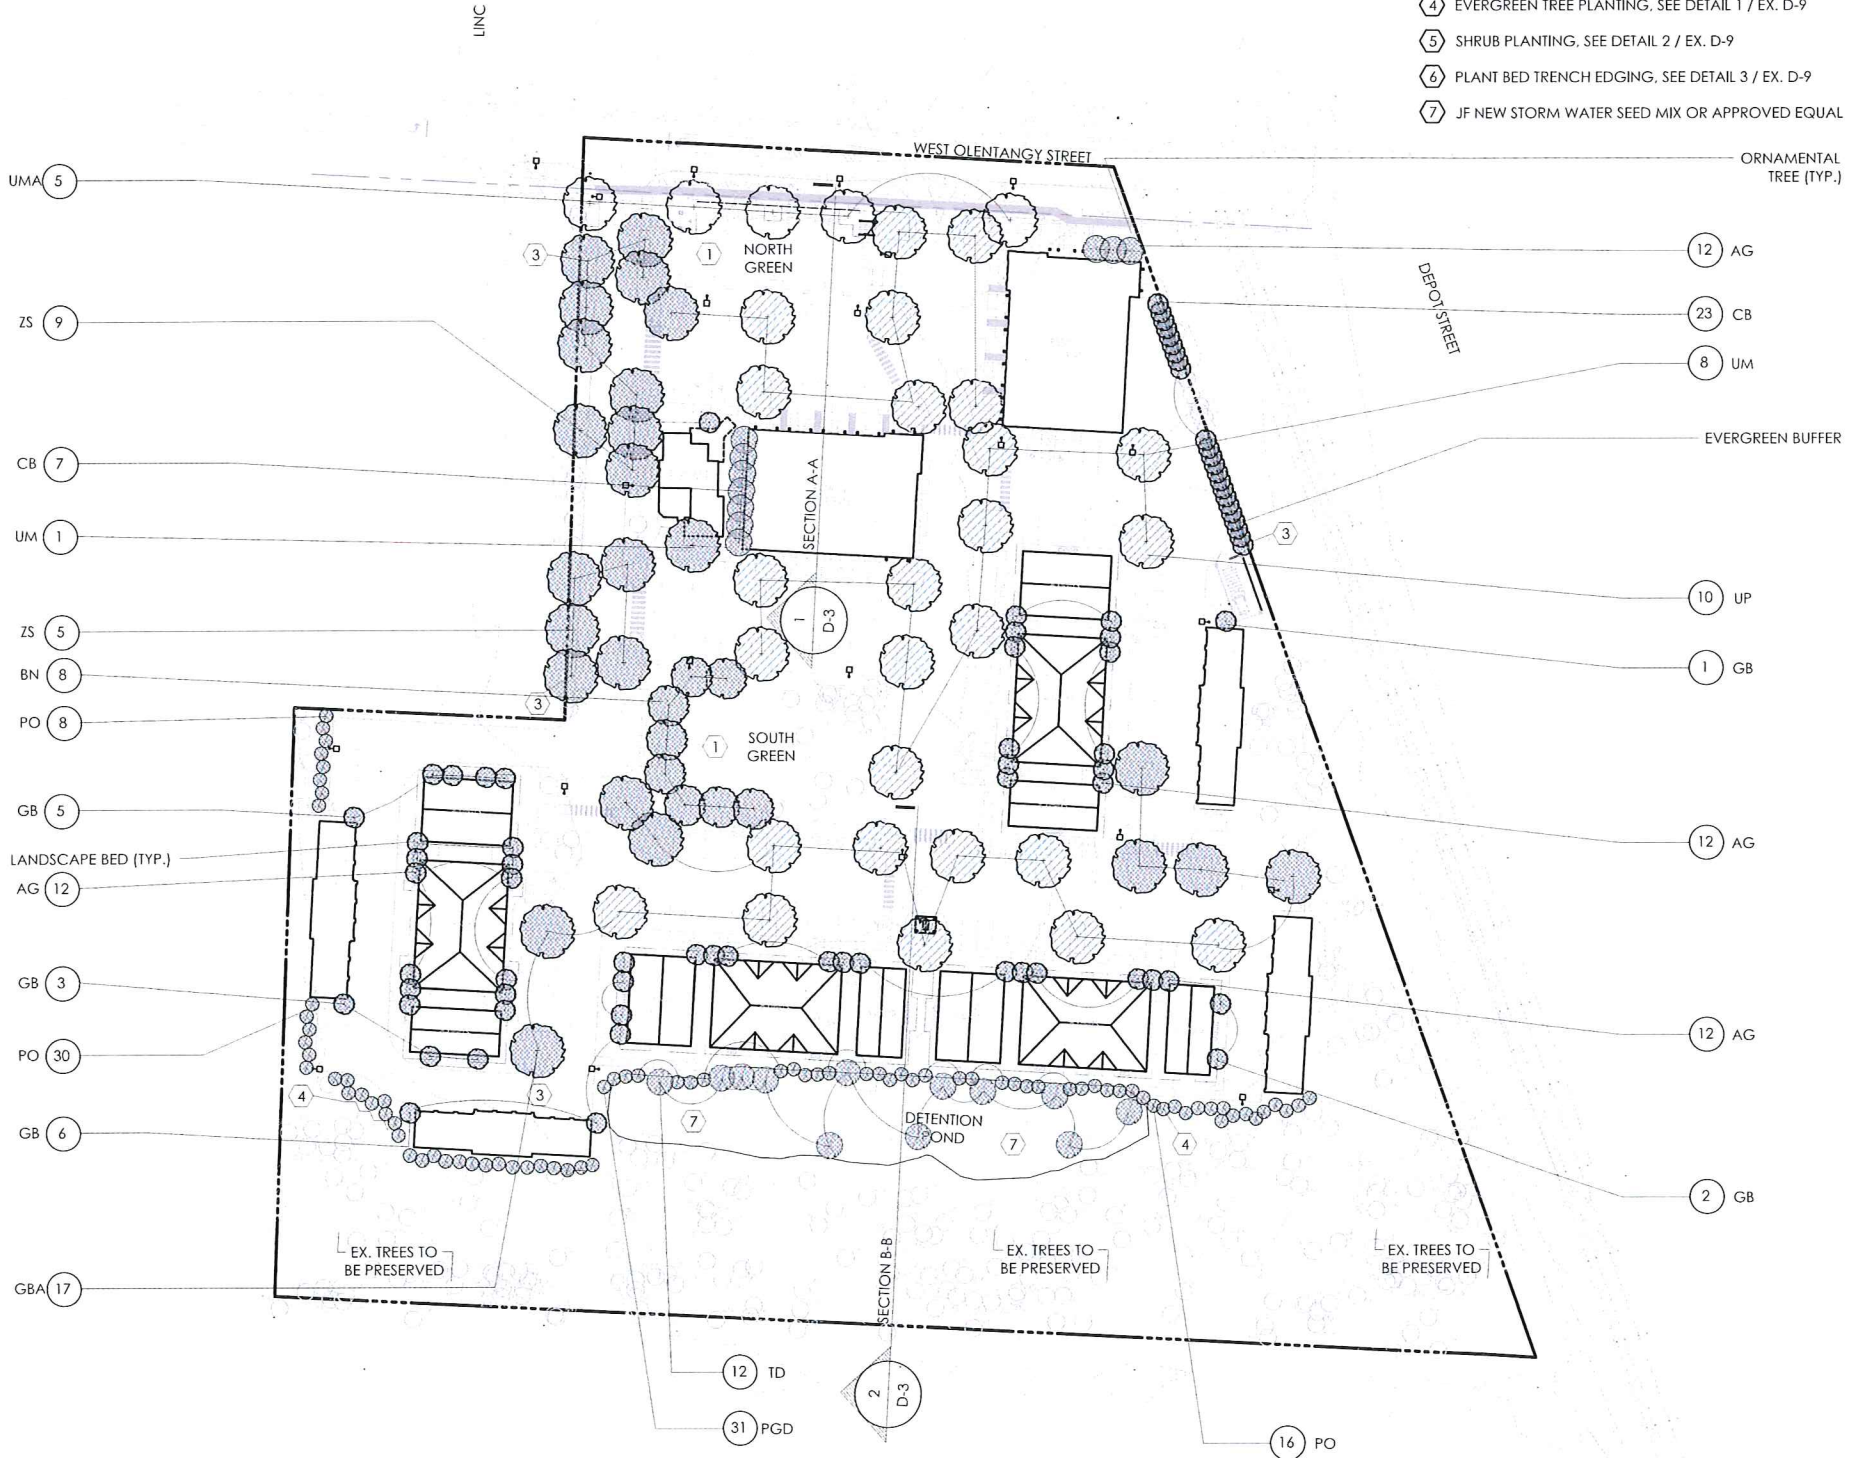 LINC
4 EVERGREEN TREE PLANTING, SEE DETAIL 1 / EX. D-9
5 SHRUB PLANTING, SEE DETAIL 2 / EX. D-9
6 PLANT BED TRENCH EDGING, SEE DETAIL 3 / EX. D-9
7 JF NEW STORM WATER SEED MIX OR APPROVED EQUAL
WEST OLENTANGY STREET
ORNAMENTAL
TREE (TYP.)
UMA 5
3
1
NORTH
GREEN
12 AG
DEPOT STREET
ZS 9
23 CB
8 UM
EVERGREEN BUFFER
CB 7
SECTION A-A
UM 1
3
10 UP
1
D-3
ZS 5
1 GB
BN 8
3
PO 8
1
SOUTH
GREEN
GB 5
12 AG
LANDSCAPE BED (TYP.)
AG 12
GB 3
12 AG
PO 30
4
3
7
DETENTION
POND
7
4
GB 6
2 GB
SECTION B-B
EX. TREES TO
BE PRESERVED
EX. TREES TO
BE PRESERVED
EX. TREES TO
BE PRESERVED
GBA 17
12 TD
2
D-3
31 PGD
16 PO